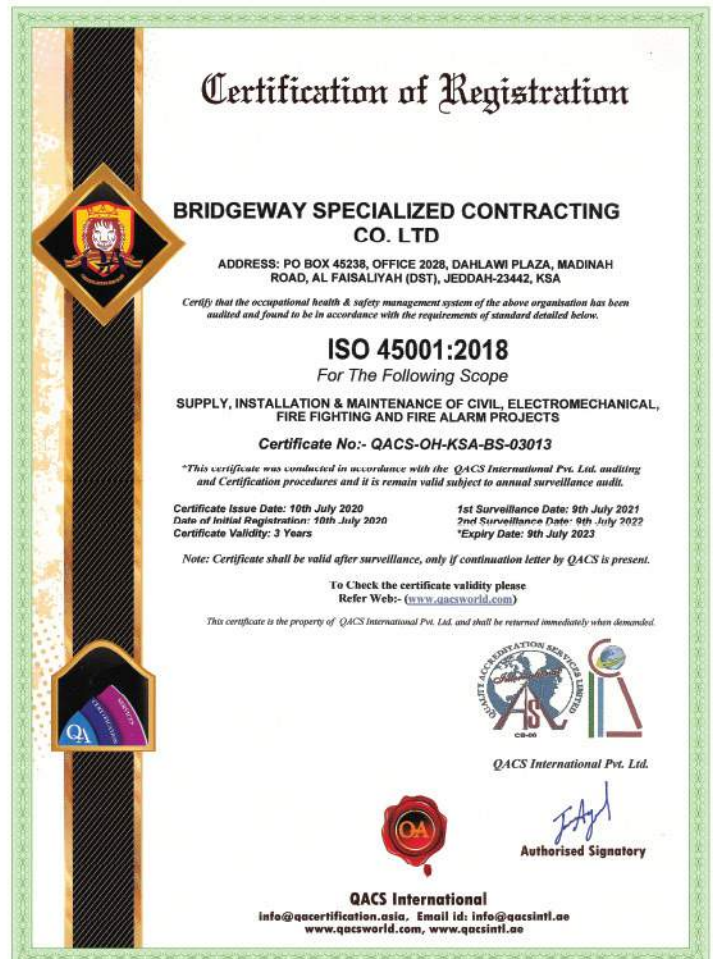 Certification of Registration
BRIDGEWAY SPECIALIZED CONTRACTING
CO. LTD
ADDRESS: PO BOX 45238, OFFICE 2028, DAHLAWI PLAZA, MADINAH
ROAD, AL FAISALIYAH (DST), JEDDAH-23442, KSA
Certify that the occupational health & safety management system of the above organisation has been
audited and found to be in accordance with the requirements of standard detailed below.
ISO 45001:2018
For The Following Scope
SUPPLY, INSTALLATION & MAINTENANCE OF CIVIL, ELECTROMECHANICAL,
FIRE FIGHTING AND FIRE ALARM PROJECTS
Certificate No:- QACS-OH-KSA-BS-03013
*This certificate was conducted in accordance with the QACS International Pvt. Ltd. auditing
and Certification procedures and it is remain valid subject to annual surveillance audit.
Certificate Issue Date: 10th July 2020
Date of Initial Registration: 10th July 2020
Certificate Validity: 3 Years
1st Surveillance Date: 9th July 2021
2nd Surveillance Date: 9th July 2022
*Expiry Date: 9th July 2023
Note: Certificate shall be valid after surveillance, only if continuation letter by QACS is present.
To Check the certificate validity please
Refer Web:- (www.qacsworld.com)
This certificate is the property of QACS International Pvt. Ltd. and shall be returned immediately when demanded.
QUALITY ACCREDITATION SERVICES LIMITED
International
CB-06
QA
QACS International Pvt. Ltd.
QA
Authorised Signatory
QACS International
info@qacertification.asia, Email id: info@qacsintl.ae
www.qacsworld.com, www.qacsintl.ae